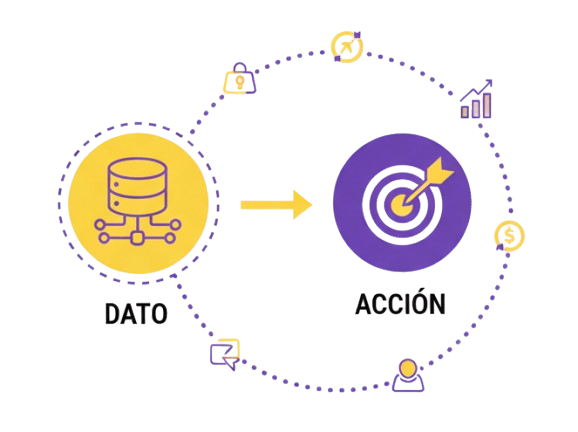 DATO
ACCIÓN
$